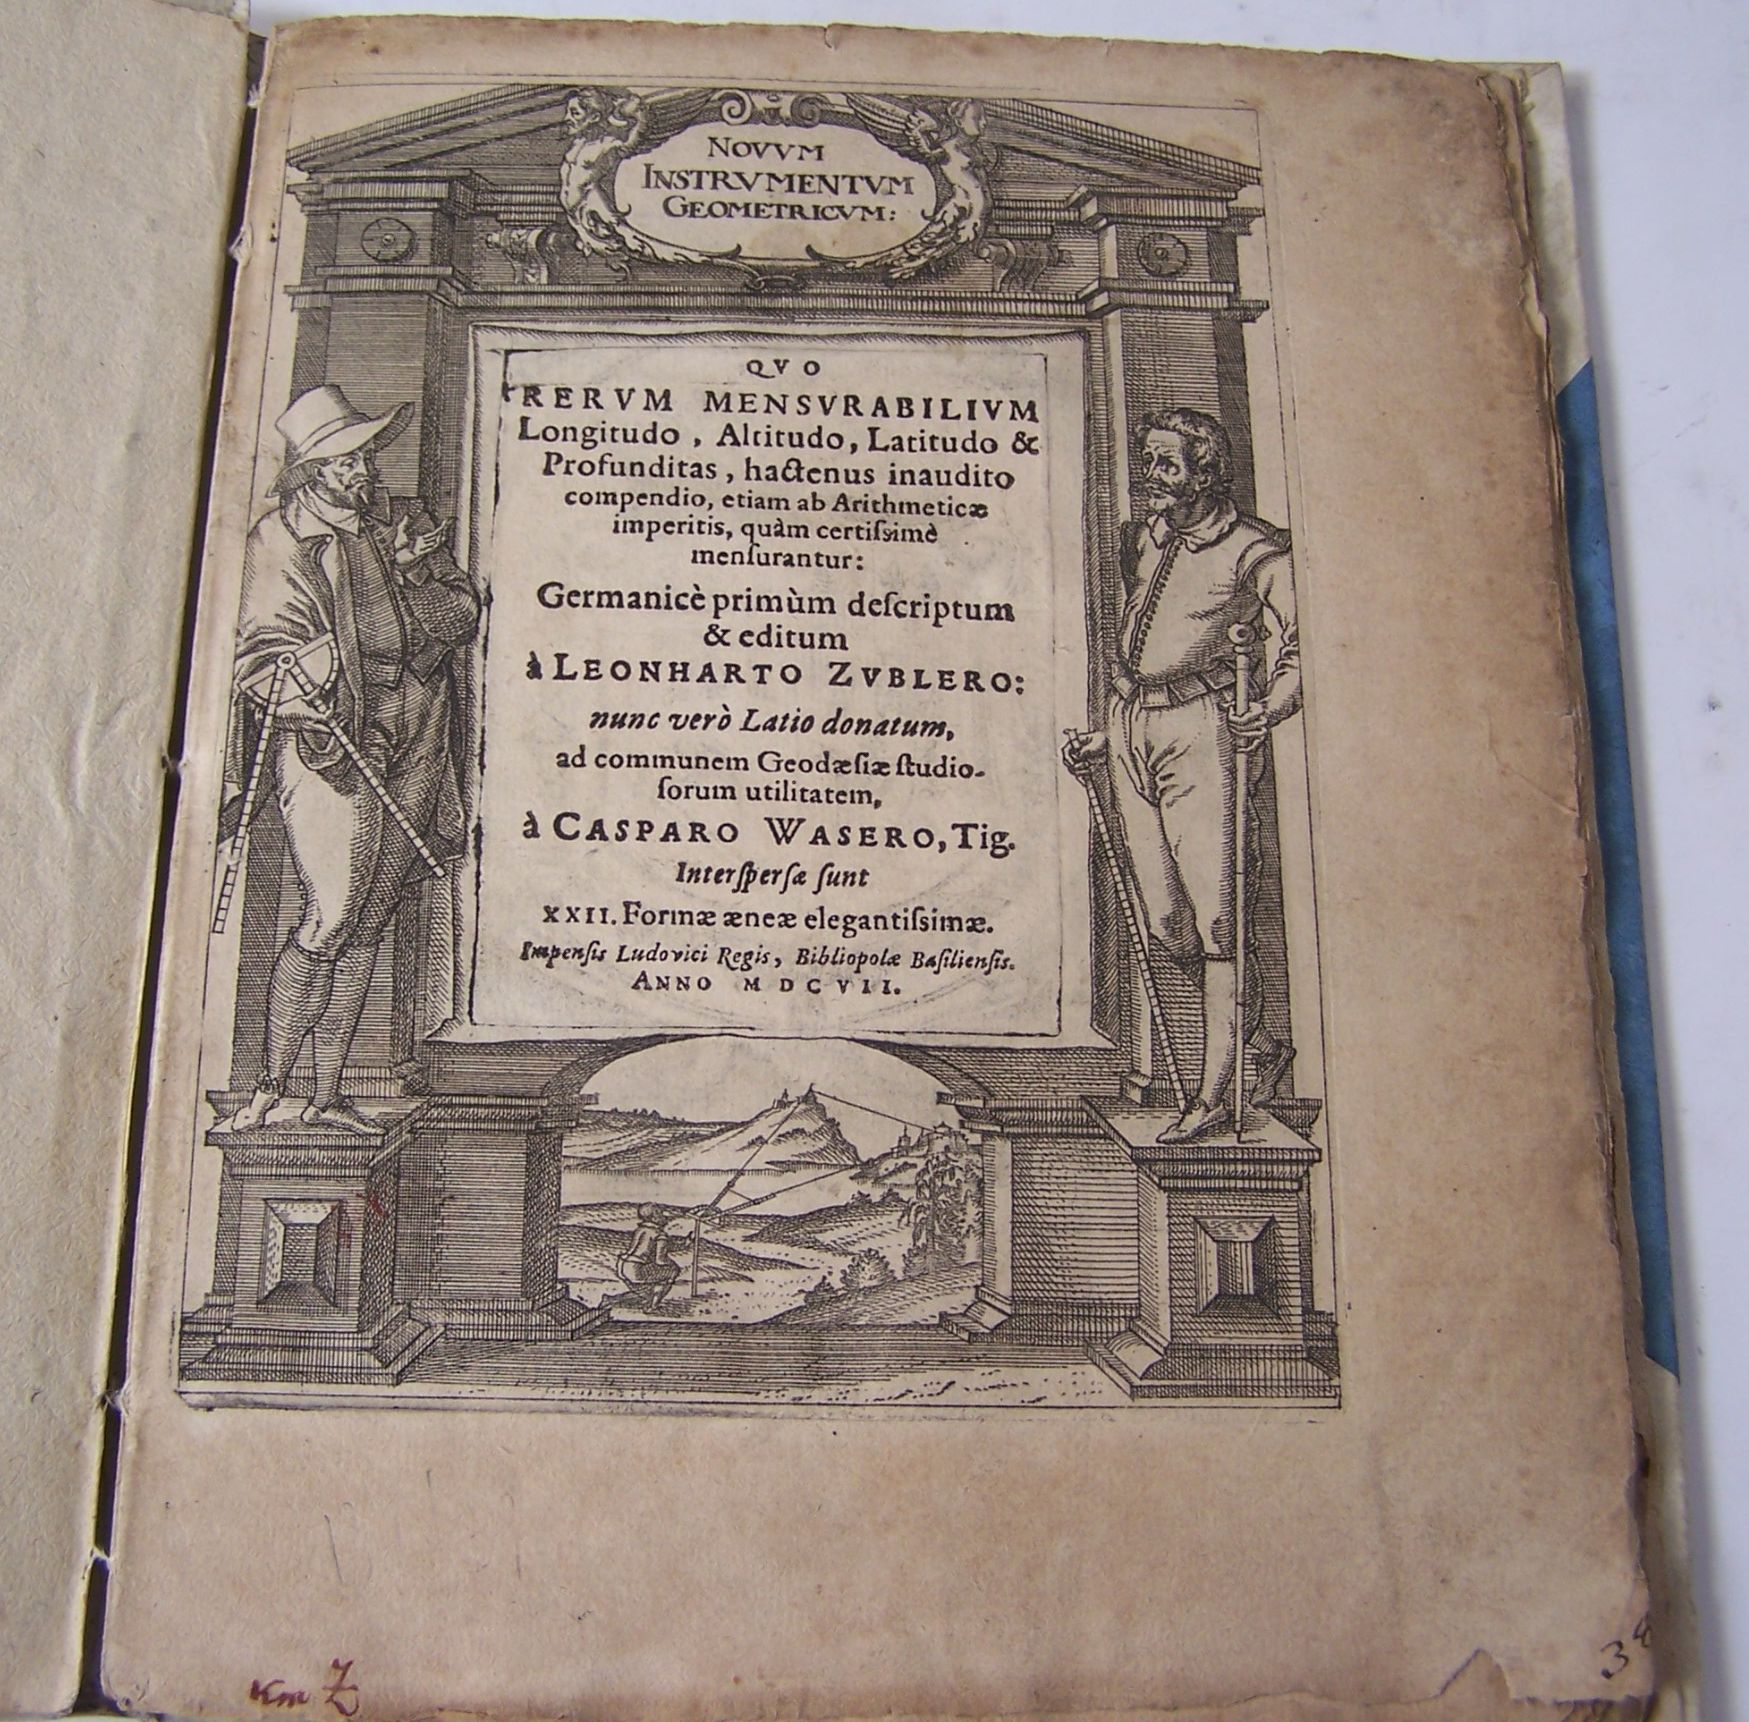 NOVVM
INSTRVMENTVM
GEOMETRICVM:
QVO
RERVM MENSVRABILIVM
Longitudo, Altitudo, Latitudo &
Profunditas, hactenus inaudito
compendio, etiam ab Arithmeticæ
imperitis, quàm certiſsimè
menſurantur:
Germanicè primùm deſcriptum
& editum
à LEONHARTO ZVBLERO:
nunc verò Latio donatum,
ad communem Geodæſiæ ſtudio-
ſorum utilitatem,
à CASPARO WASERO, Tig.
Interſperſæ ſunt
XXII. Formæ æneæ elegantiſsimæ.
Impenſis Ludovici Regis, Bibliopolæ Baſilienſis.
ANNO MDCVII.
Km Z
3